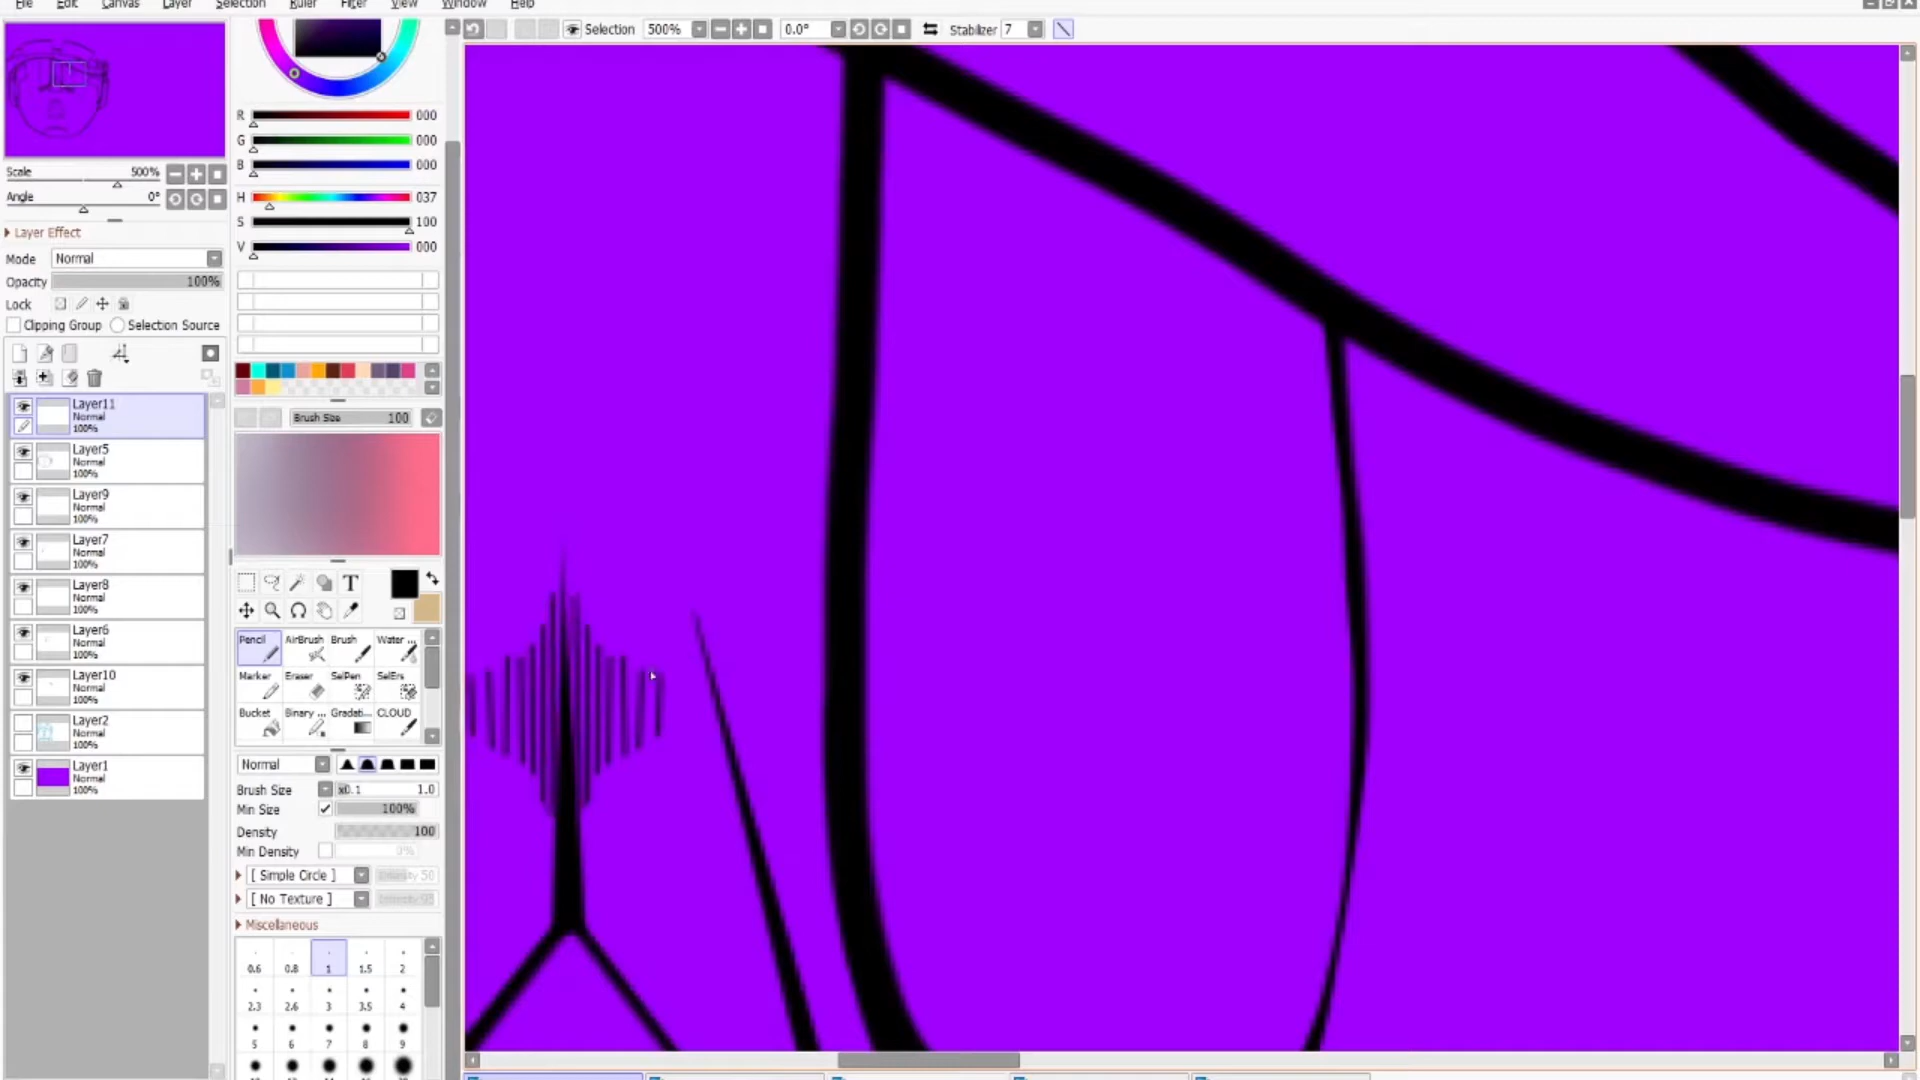 File Edit Canvas Layer Selection Ruler Filter View Window Help
Selection 500% 0.0° Stabilizer 7
Scale 500%
Angle 0°
Layer Effect
Mode Normal
Opacity 100%
Lock
Clipping Group Selection Source
Layer11
Normal
100%
Layer5
Normal
100%
Layer9
Normal
100%
Layer7
Normal
100%
Layer8
Normal
100%
Layer6
Normal
100%
Layer10
Normal
100%
Layer2
Normal
100%
Layer1
Normal
100%
R 000
G 000
B 000
H 037
S 100
V 000
Brush Size 100
T
Pencil AirBrush Brush Water ...
Marker Eraser SelPen SelErs
Bucket Binary ... Gradati... CLOUD
Normal
Brush Size x0.1 1.0
Min Size 100%
Density 100
Min Density 0%
[ Simple Circle ] Intensity 50
[ No Texture ]
Miscellaneous
0.6 0.8 1 1.5 2
2.3 2.6 3 3.5 4
5 6 7 8 9